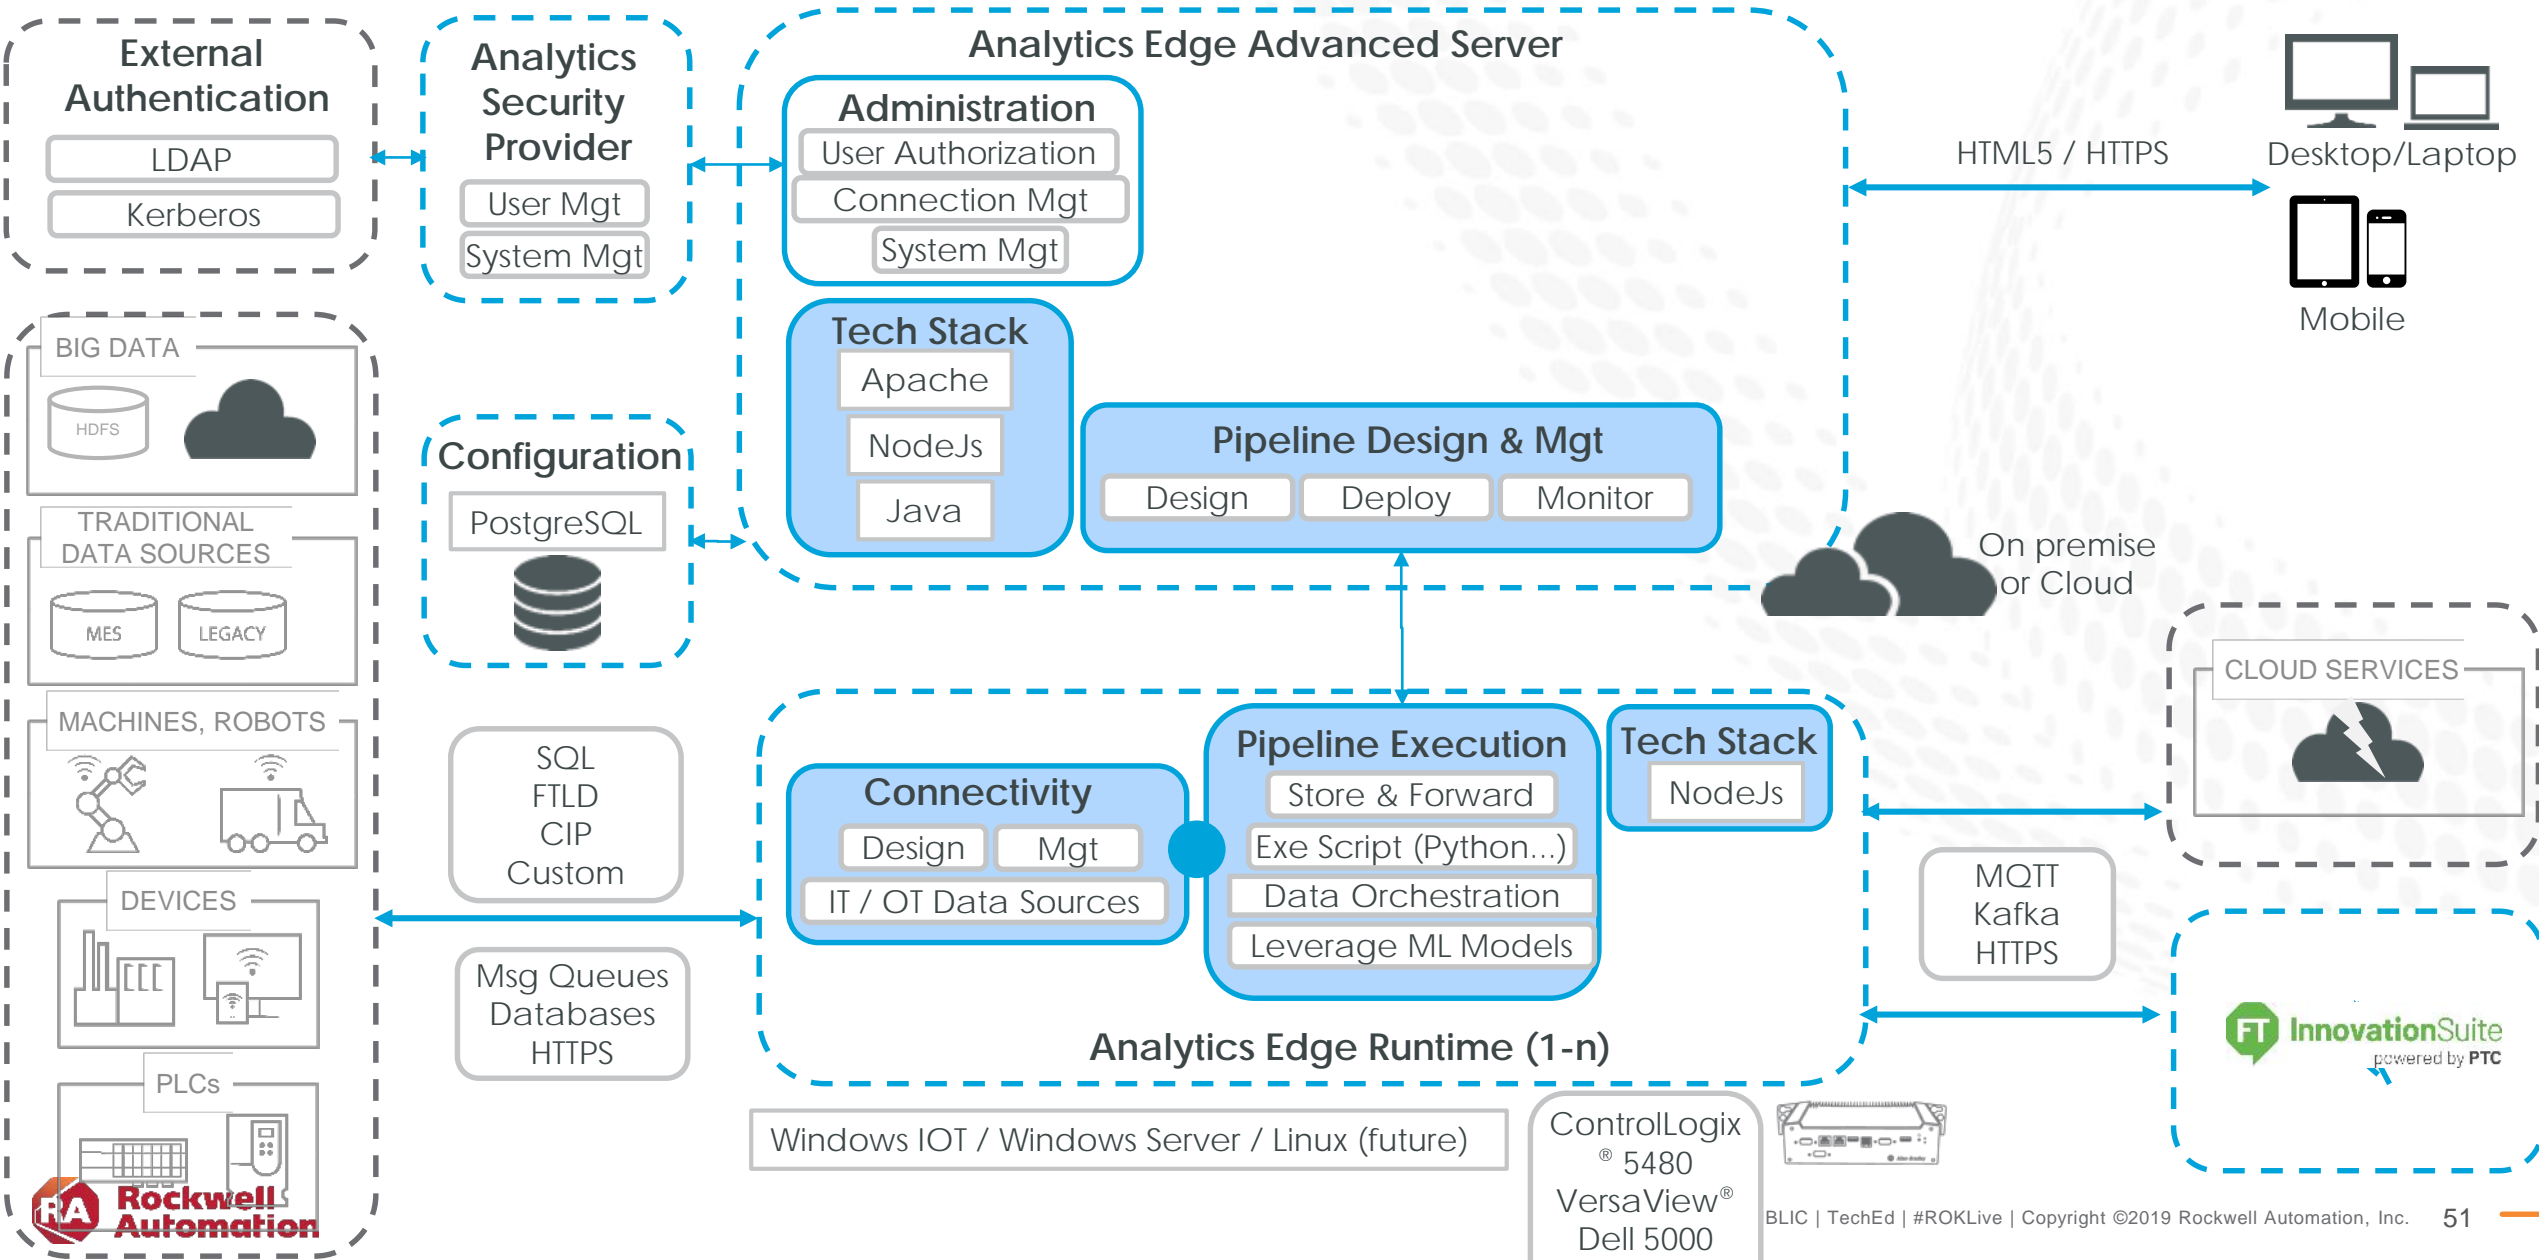 External
Authentication
LDAP
Kerberos
Analytics
Security
Provider
User Mgt
System Mgt
Analytics Edge Advanced Server
Administration
User Authorization
Connection Mgt
System Mgt
Tech Stack
Apache
NodeJs
Java
Pipeline Design & Mgt
Design
Deploy
Monitor
HTML5 / HTTPS
Desktop/Laptop
Mobile
On premise
or Cloud
BIG DATA
HDFS
TRADITIONAL
DATA SOURCES
MES
LEGACY
MACHINES, ROBOTS
DEVICES
PLCs
Rockwell
Automation
RA
Configuration
PostgreSQL
SQL
FTLD
CIP
Custom
Msg Queues
Databases
HTTPS
Connectivity
Design
Mgt
IT / OT Data Sources
Pipeline Execution
Store & Forward
Exe Script (Python...)
Data Orchestration
Leverage ML Models
Tech Stack
NodeJs
Analytics Edge Runtime (1-n)
Windows IOT / Windows Server / Linux (future)
ControlLogix
® 5480
VersaView®
Dell 5000
Allen-Bradley
CLOUD SERVICES
MQTT
Kafka
HTTPS
FT InnovationSuite
powered by PTC
BLIC | TechEd | #ROKLive | Copyright ©2019 Rockwell Automation, Inc. 51